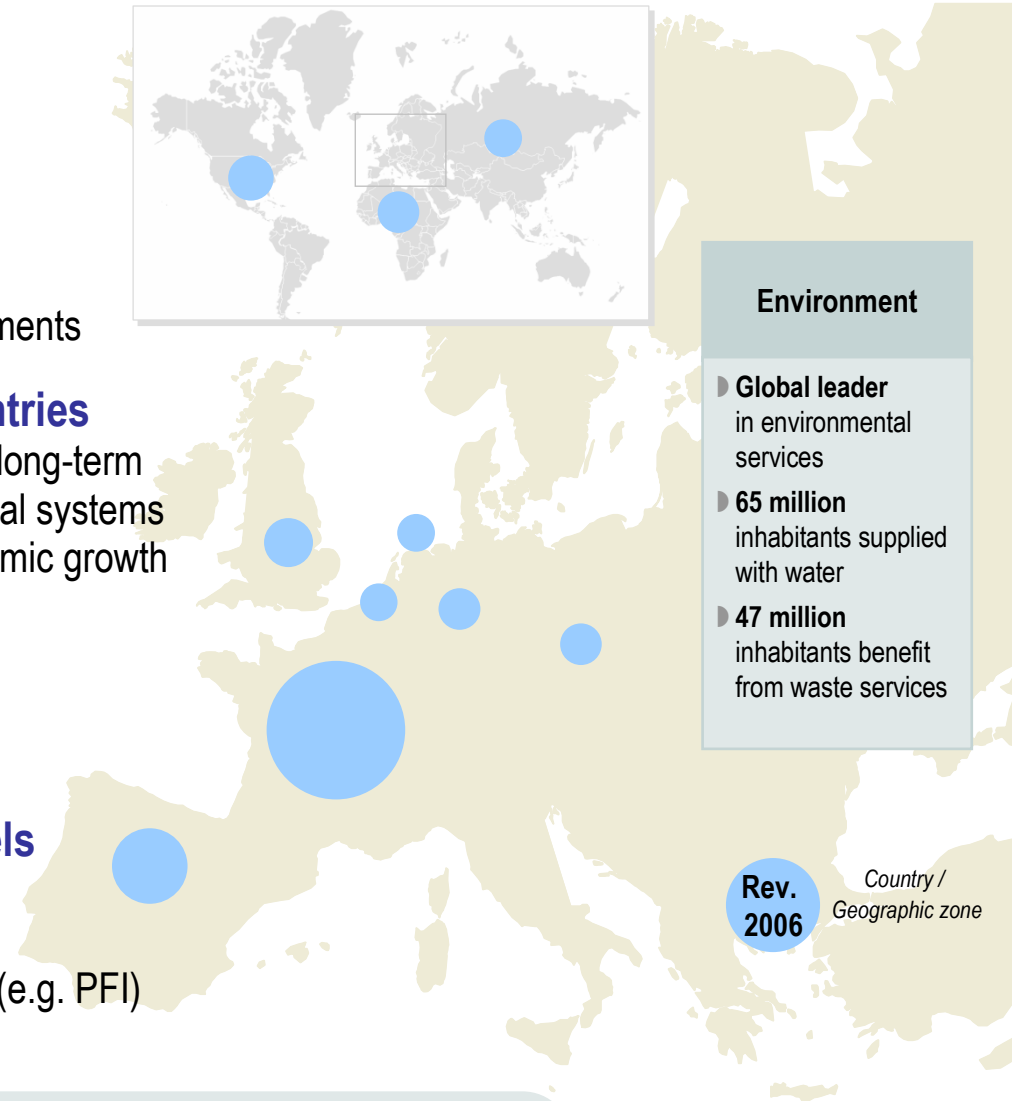 ments
ntries
long-term
al systems
mic growth
els
(e.g. PFI)
Environment
Global leader
in environmental
services
65 million
inhabitants supplied
with water
47 million
inhabitants benefit
from waste services
Rev.
2006
Country /
Geographic zone